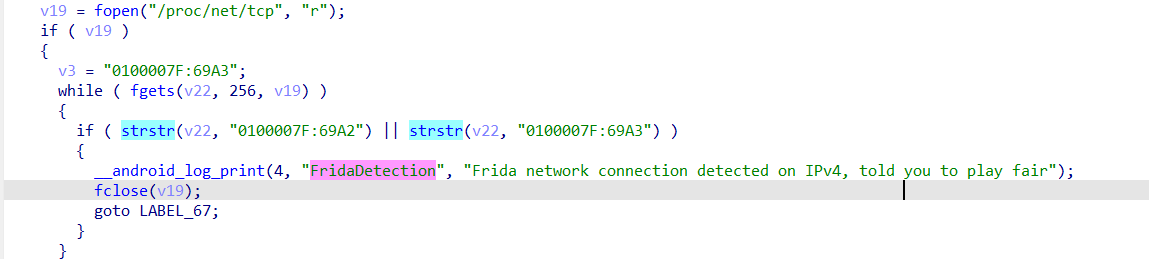 v19 = fopen("/proc/net/tcp", "r");
if ( v19 )
{
v3 = "0100007F:69A3";
while ( fgets(v22, 256, v19) )
{
if ( strstr(v22, "0100007F:69A2") || strstr(v22, "0100007F:69A3") )
{
__android_log_print(4, "FridaDetection", "Frida network connection detected on IPv4, told you to play fair");
fclose(v19);
goto LABEL_67;
}
}